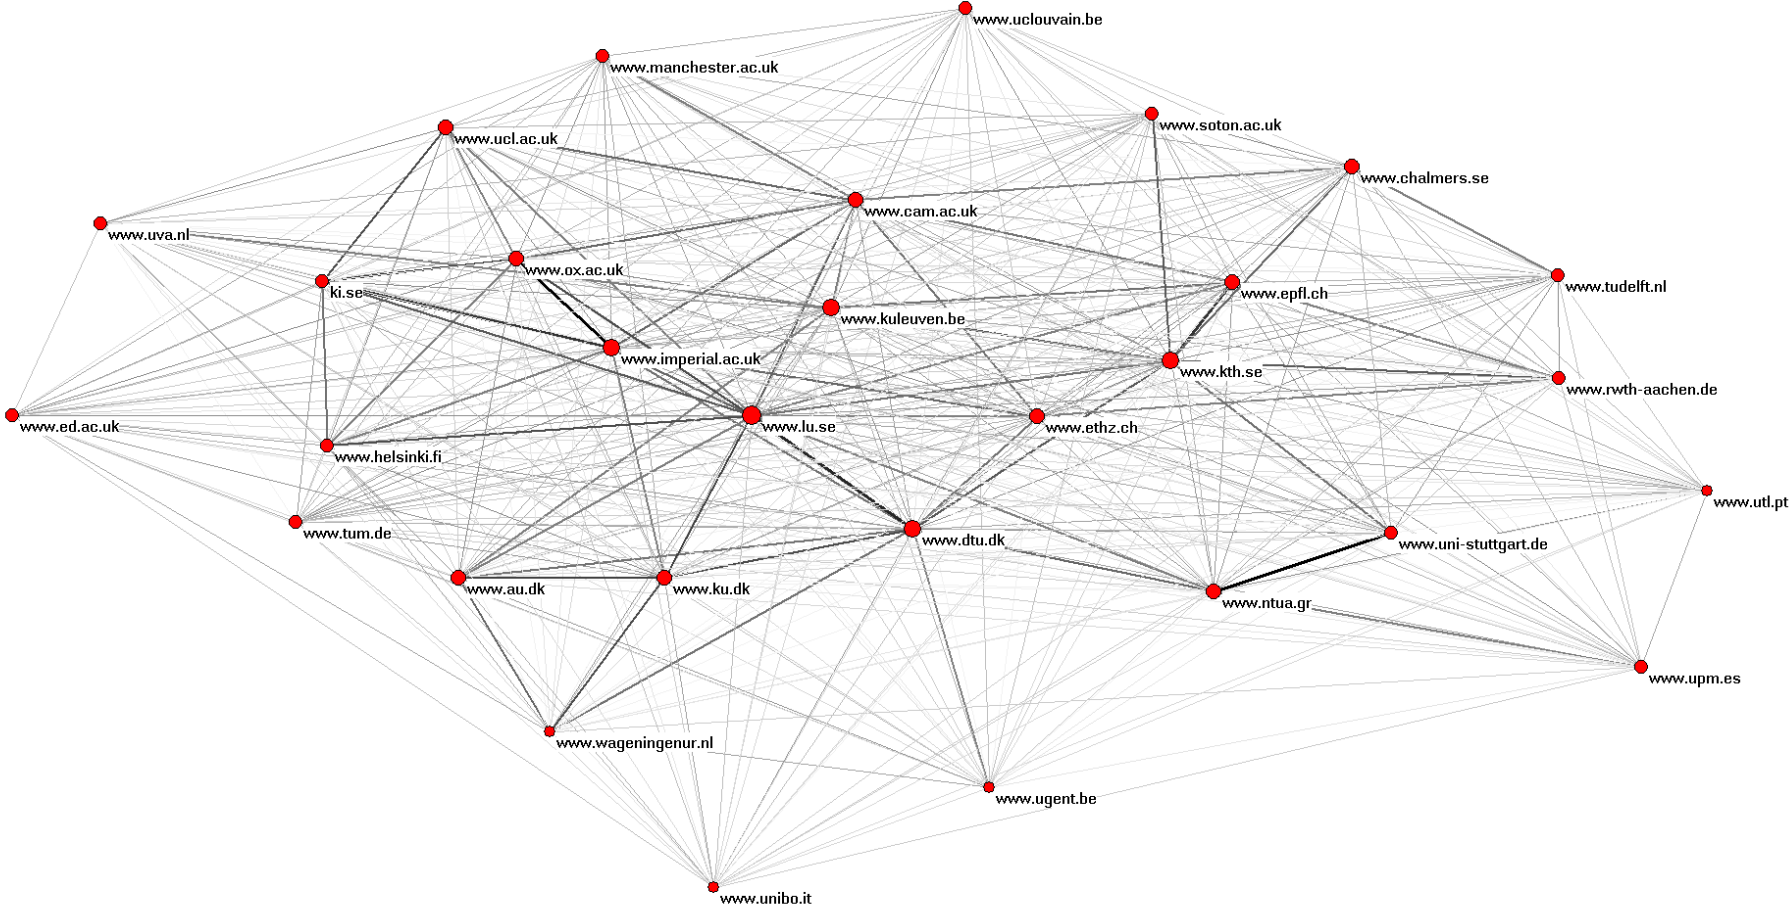 www.uclouvain.be
www.manchester.ac.uk
www.soton.ac.uk
www.ucl.ac.uk
www.chalmers.se
www.cam.ac.uk
www.uva.nl
www.ox.ac.uk
www.tudelft.nl
ki.se
www.epfl.ch
www.kuleuven.be
www.imperial.ac.uk
www.kth.se
www.rwth-aachen.de
www.ed.ac.uk
www.lu.se
www.ethz.ch
www.helsinki.fi
www.utl.pt
www.tum.de
www.dtu.dk
www.uni-stuttgart.de
www.au.dk
www.ku.dk
www.ntua.gr
www.upm.es
www.wageningenur.nl
www.ugent.be
www.unibo.it